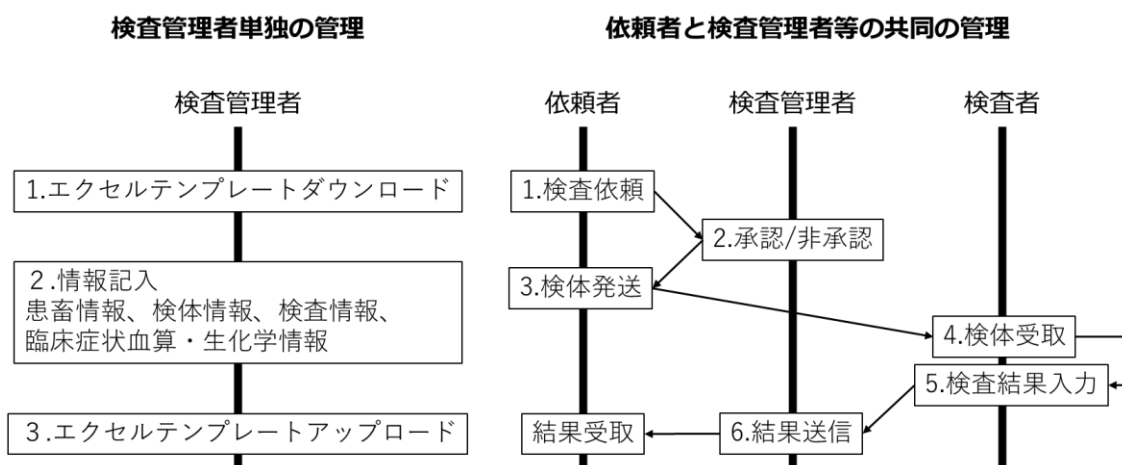 検査管理者単独の管理
検査管理者
1.エクセルテンプレートダウンロード
２.情報記入
患畜情報、検体情報、検査情報、
臨床症状血算・生化学情報
３.エクセルテンプレートアップロード
依頼者と検査管理者等の共同の管理
依頼者
検査管理者
検査者
1.検査依頼
2.承認/非承認
3.検体発送
4.検体受取
5.検査結果入力
6.結果送信
結果受取